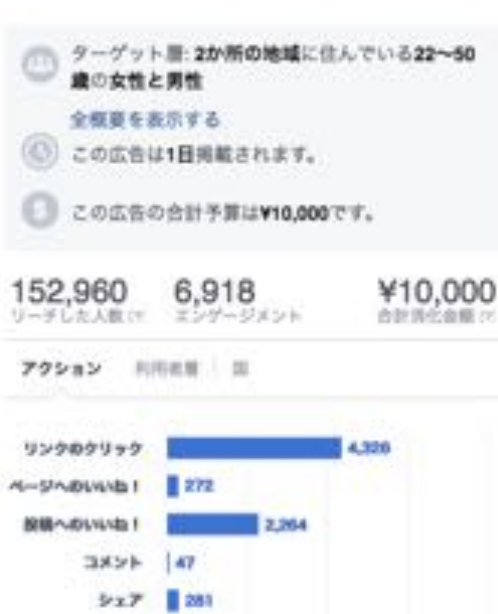 ターゲット層: 2か所の地域に住んでいる22〜50
歳の女性と男性
全概要を表示する
この広告は1日掲載されます。
この広告の合計予算は¥10,000です。
152,960 6,918 ¥10,000
リーチした人数 エンゲージメント 合計消化金額
アクション 利用者層 国
リンクのクリック 4,326
ページへのいいね！ 272
投稿へのいいね！ 2,264
コメント 47
シェア 281